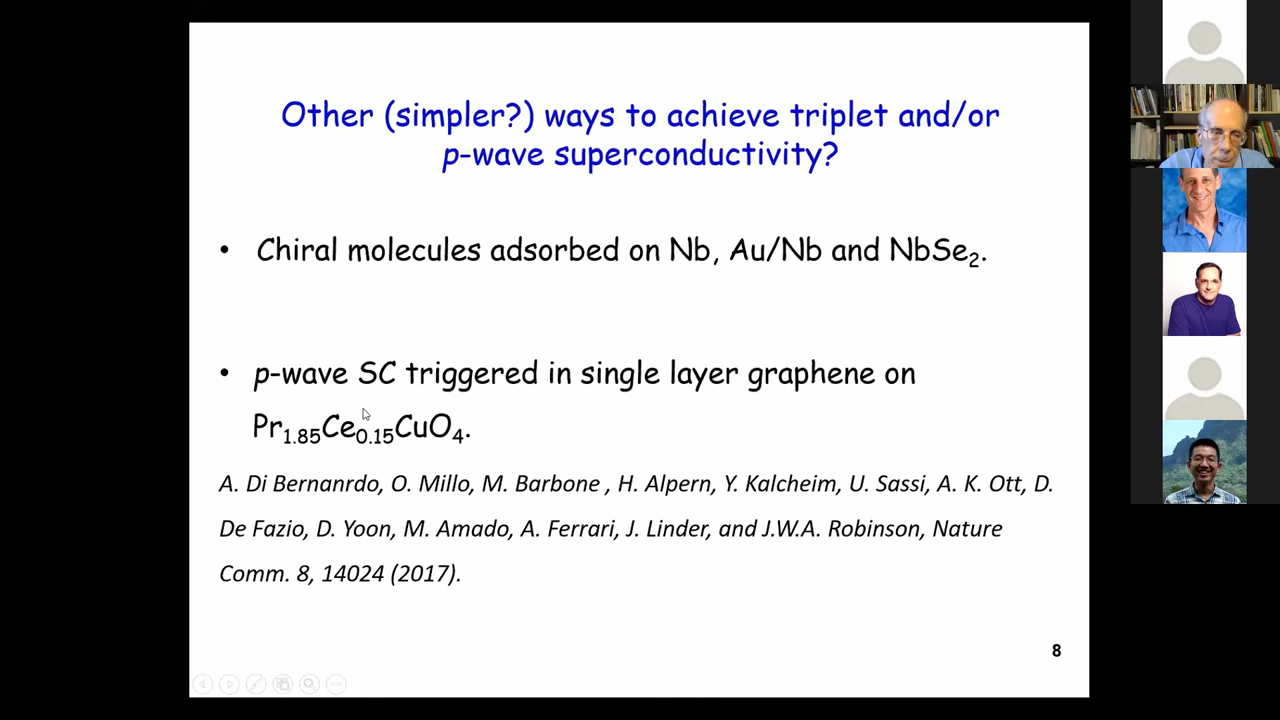 Other (simpler?) ways to achieve triplet and/or
p-wave superconductivity?
• Chiral molecules adsorbed on Nb, Au/Nb and NbSe₂.
• p-wave SC triggered in single layer graphene on
Pr₁.₈₅Ce₀.₁₅CuO₄.
A. Di Bernanrdo, O. Millo, M. Barbone , H. Alpern, Y. Kalcheim, U. Sassi, A. K. Ott, D.
De Fazio, D. Yoon, M. Amado, A. Ferrari, J. Linder, and J.W.A. Robinson, Nature
Comm. 8, 14024 (2017).
8